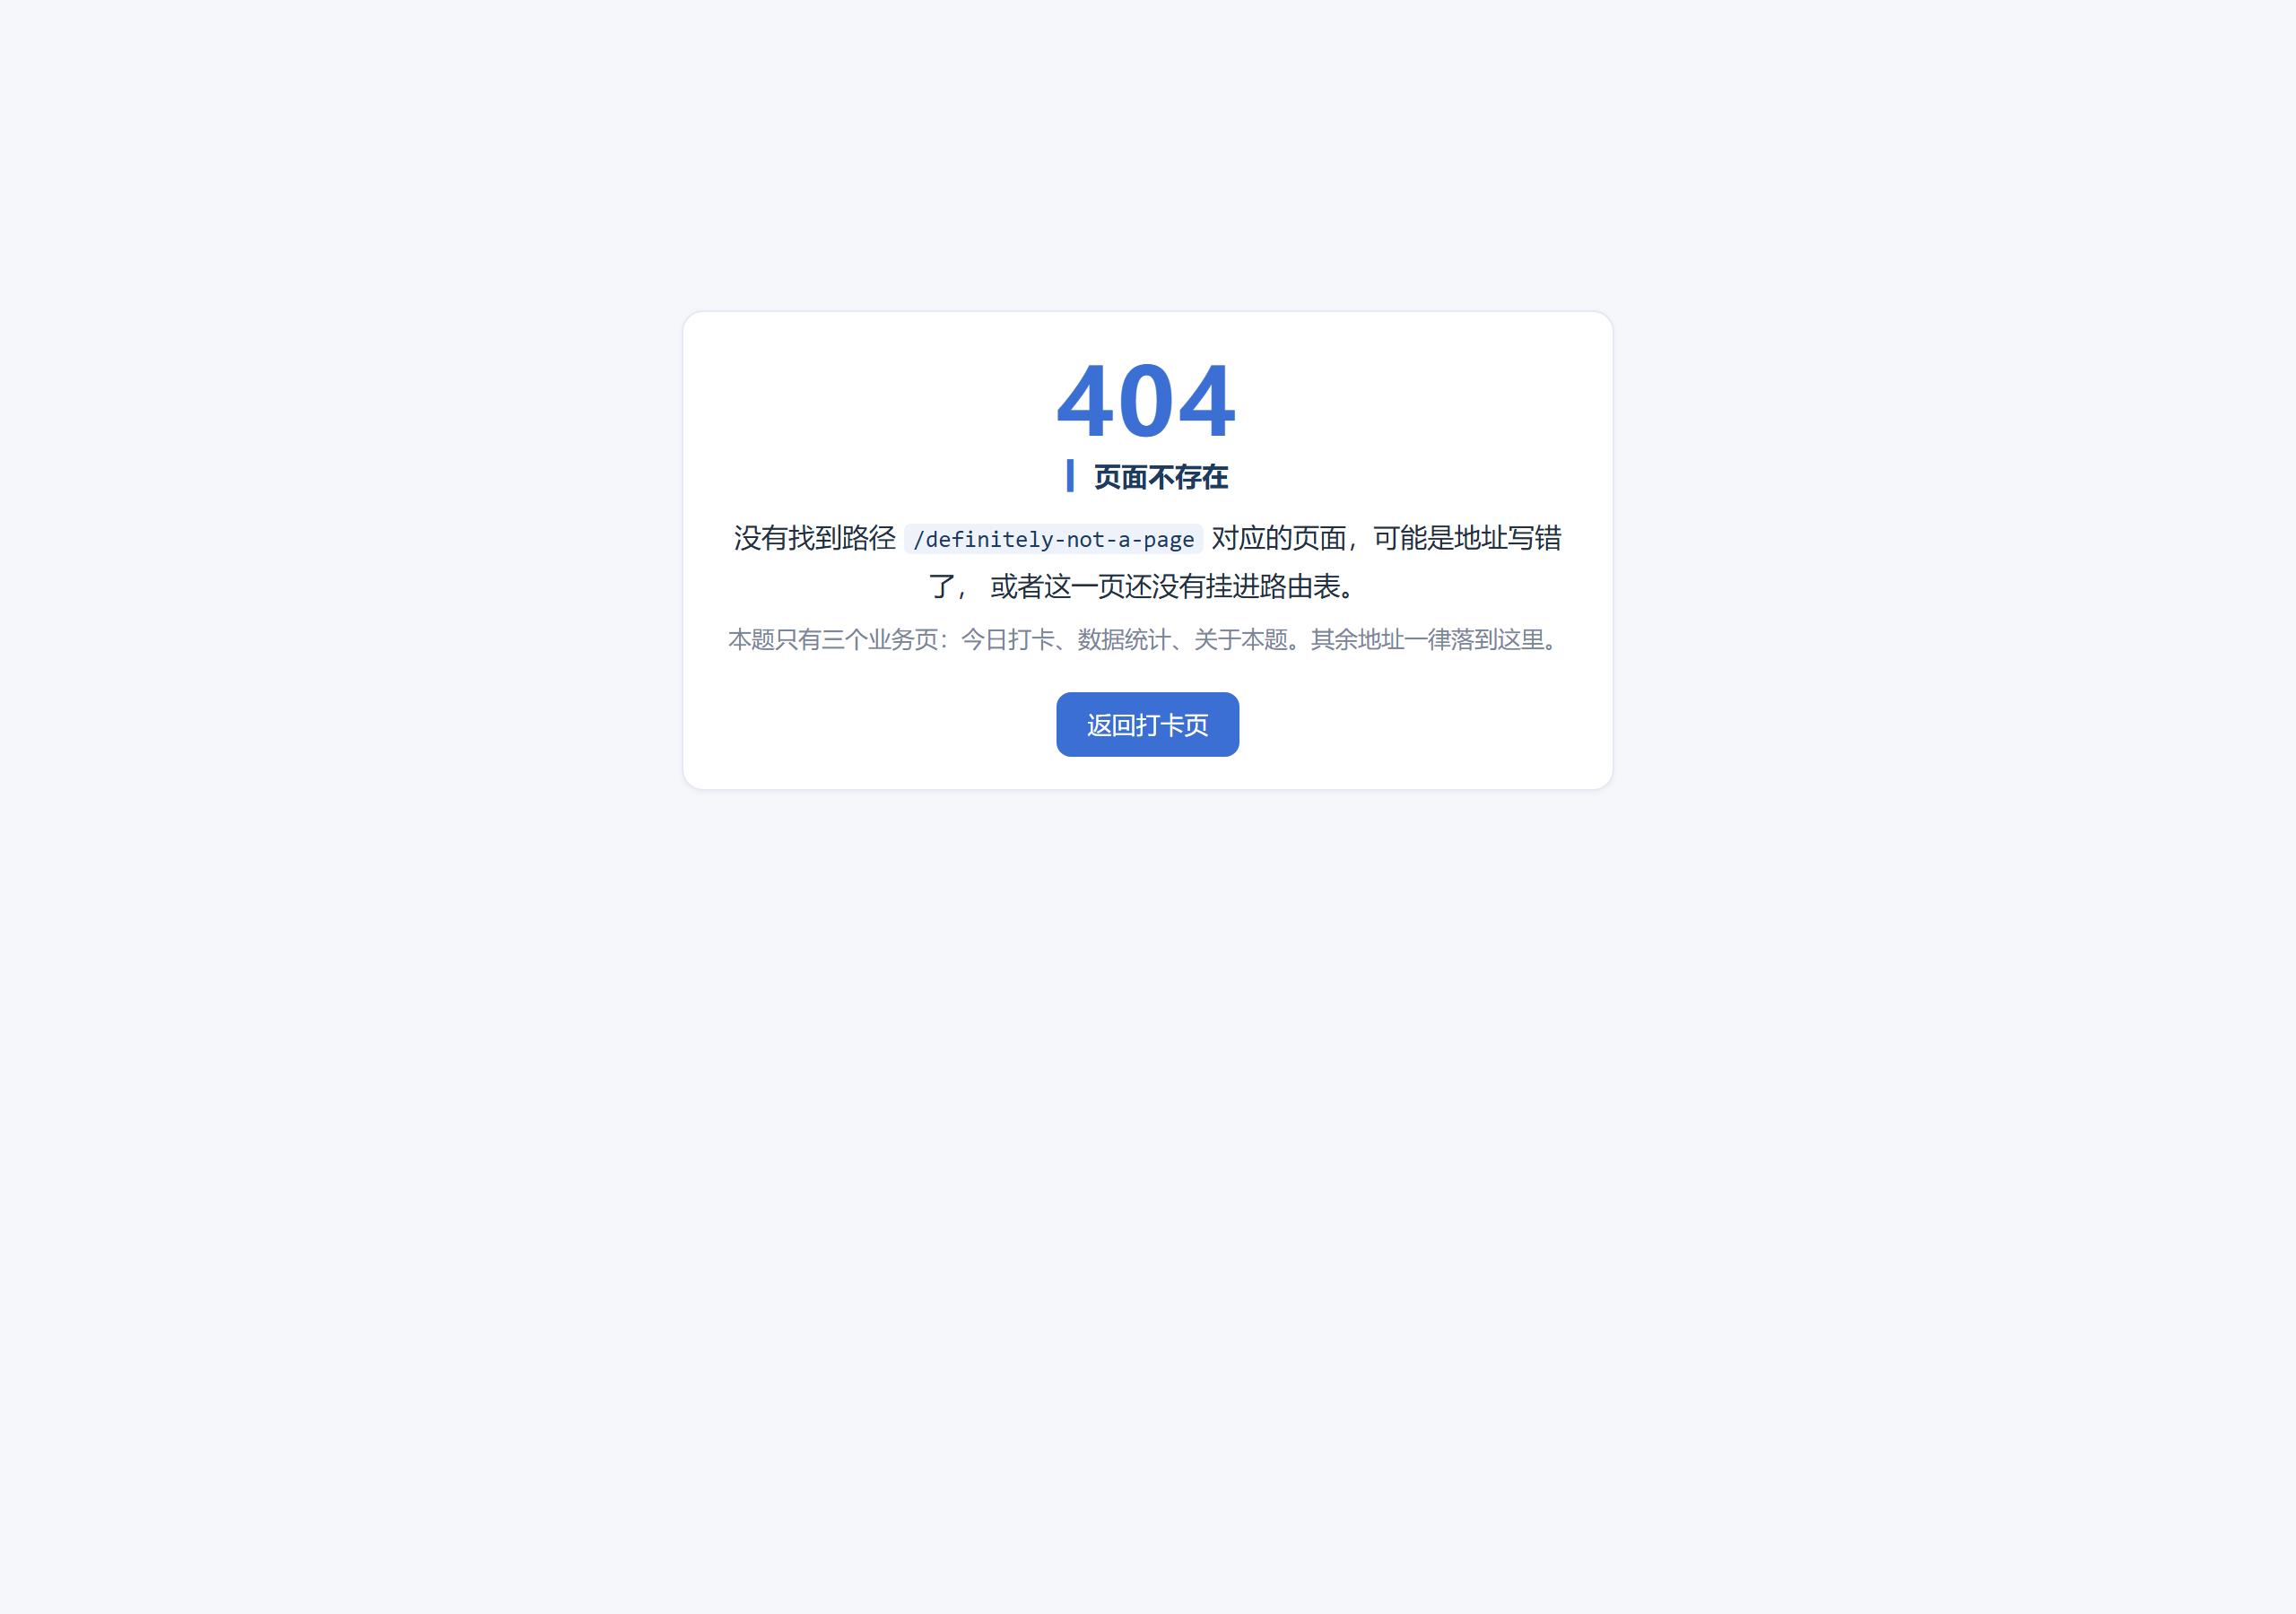 404
页面不存在
没有找到路径 /definitely-not-a-page 对应的页面，可能是地址写错
了， 或者这一页还没有挂进路由表。
本题只有三个业务页：今日打卡、数据统计、关于本题。其余地址一律落到这里。
返回打卡页